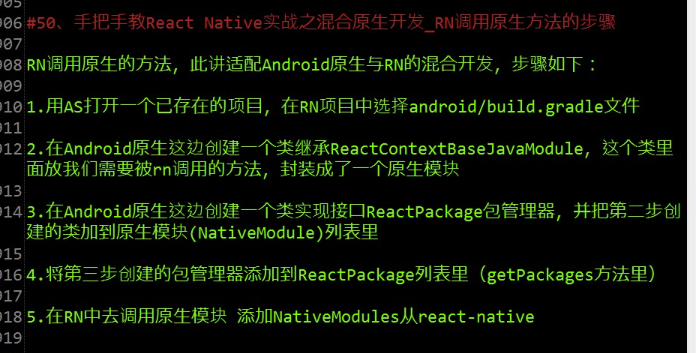 905
906 #50、手把手教React Native实战之混合原生开发_RN调用原生方法的步骤
907
908 RN调用原生的方法，此讲适配Android原生与RN的混合开发，步骤如下：
909
910 1.用AS打开一个已存在的项目，在RN项目中选择android/build.gradle文件
911
912 2.在Android原生这边创建一个类继承ReactContextBaseJavaModule，这个类里
面放我们需要被rn调用的方法，封装成了一个原生模块
913
914 3.在Android原生这边创建一个类实现接口ReactPackage包管理器，并把第二步创
建的类加到原生模块(NativeModule)列表里
915
916 4.将第三步创建的包管理器添加到ReactPackage列表里（getPackages方法里）
917
918 5.在RN中去调用原生模块 添加NativeModules从react-native
919